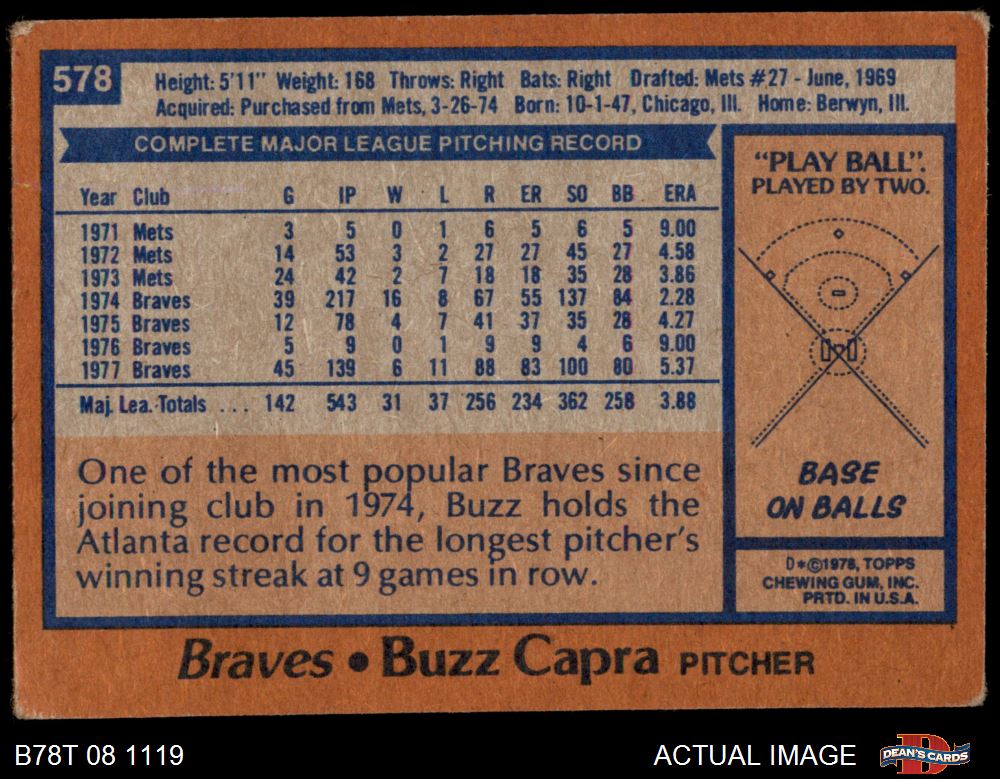 578
Height: 5'11" Weight: 168 Throws: Right Bats: Right Drafted: Mets #27 - June, 1969
Acquired: Purchased from Mets, 3-26-74 Born: 10-1-47, Chicago, Ill. Home: Berwyn, Ill.
COMPLETE MAJOR LEAGUE PITCHING RECORD
Year Club G IP W L R ER SO BB ERA
1971 Mets 3 5 0 1 6 5 6 5 9.00
1972 Mets 14 53 3 2 27 27 45 27 4.58
1973 Mets 24 42 2 7 18 18 35 28 3.86
1974 Braves 39 217 16 8 67 55 137 84 2.28
1975 Braves 12 78 4 7 41 37 35 28 4.27
1976 Braves 5 9 0 1 9 9 4 6 9.00
1977 Braves 45 139 6 11 88 83 100 80 5.37
Maj. Lea. Totals ... 142 543 31 37 256 234 362 258 3.88
One of the most popular Braves since
joining club in 1974, Buzz holds the
Atlanta record for the longest pitcher's
winning streak at 9 games in row.
"PLAY BALL".
PLAYED BY TWO.
BASE
ON BALLS
D*©1978, TOPPS
CHEWING GUM, INC.
PRTD. IN U.S.A.
Braves • Buzz Capra PITCHER
B78T 08 1119
ACTUAL IMAGE
DEAN'S CARDS